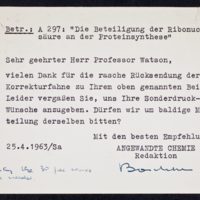 Betr.: A 297: "Die Beteiligung der Ribonuc
säure an der Proteinsynthese"
Sehr geehrter Herr Professor Watson,
vielen Dank für die rasche Rücksendung der
Korrekturfahne zu Ihrem oben genannten Bei
Leider vergaßen Sie, uns Ihre Sonderdruck-
Wünsche anzugeben. Dürfen wir um baldige M
teilung derselben bitten?
Mit den besten Empfehlu
25.4.1963/Sa ANGEWANDTE CHEMIE
Redaktion